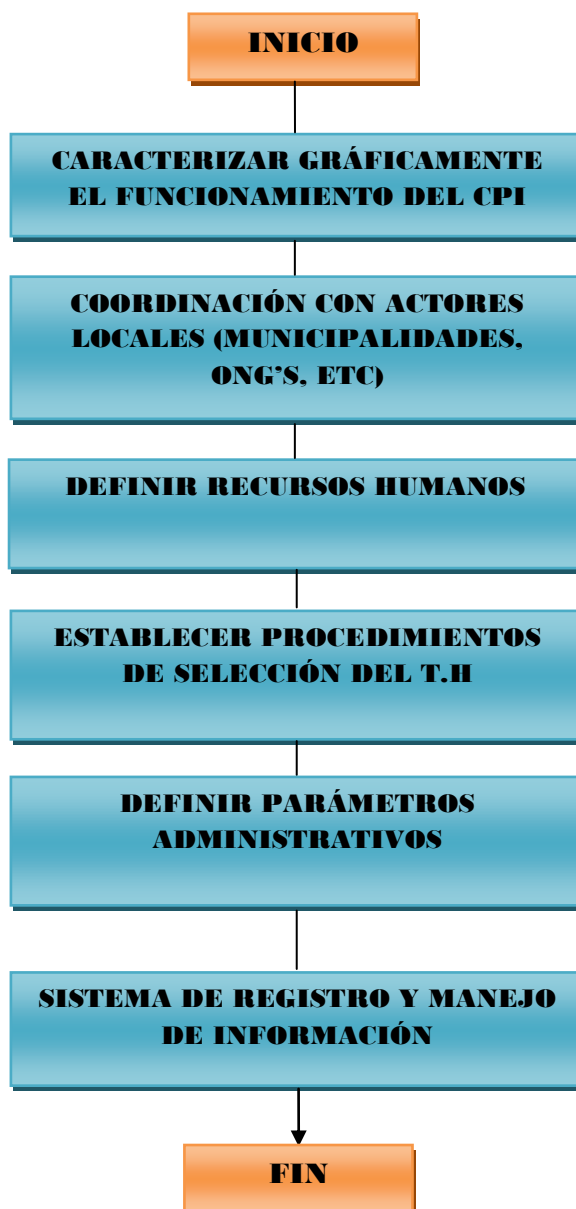 INICIO
CARACTERIZAR GRÁFICAMENTE
EL FUNCIONAMIENTO DEL CPI
COORDINACIÓN CON ACTORES
LOCALES (MUNICIPALIDADES,
ONG’S, ETC)
DEFINIR RECURSOS HUMANOS
ESTABLECER PROCEDIMIENTOS
DE SELECCIÓN DEL T.H
DEFINIR PARÁMETROS
ADMINISTRATIVOS
SISTEMA DE REGISTRO Y MANEJO
DE INFORMACIÓN
FIN